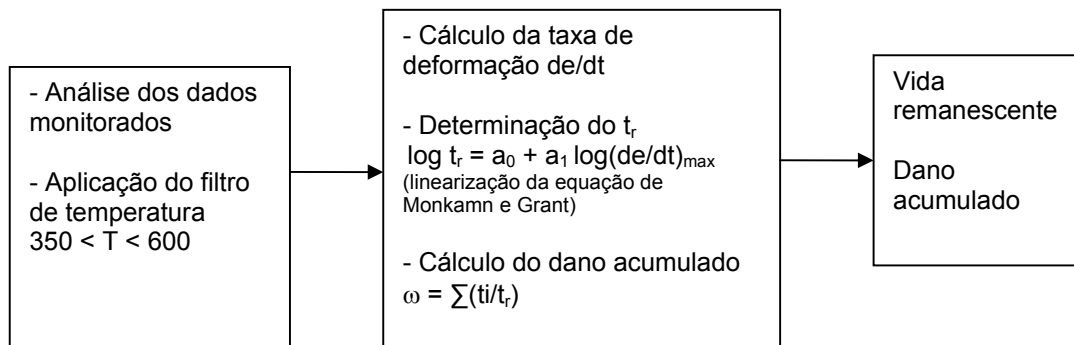 - Análise dos dados
monitorados
- Aplicação do filtro
de temperatura
350 < T < 600
- Cálculo da taxa de
deformação de/dt
- Determinação do tᵣ
log tᵣ = a₀ + a₁ log(de/dt)ₘₐₓ
(linearização da equação de
Monkamn e Grant)
- Cálculo do dano acumulado
ω = ∑(ti/tᵣ)
Vida
remanescente
Dano
acumulado